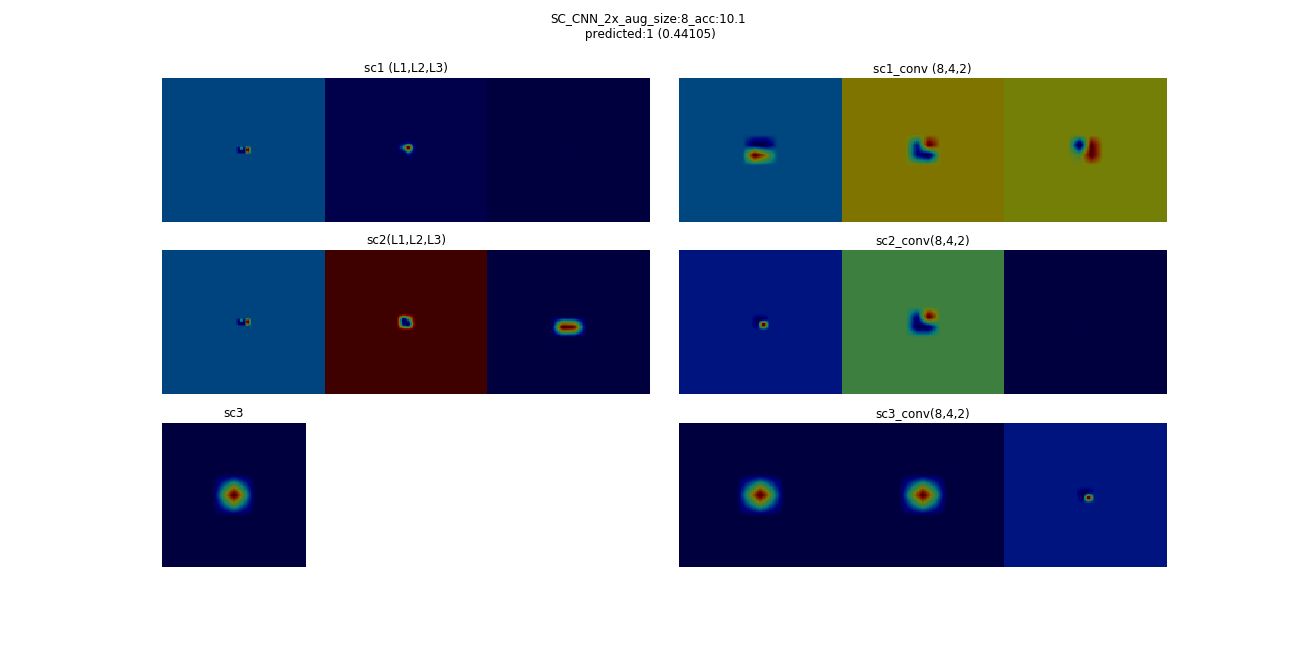 SC_CNN_2x_aug_size:8_acc:10.1
predicted:1 (0.44105)
sc1 (L1,L2,L3)
sc1_conv (8,4,2)
sc2(L1,L2,L3)
sc2_conv(8,4,2)
sc3
sc3_conv(8,4,2)